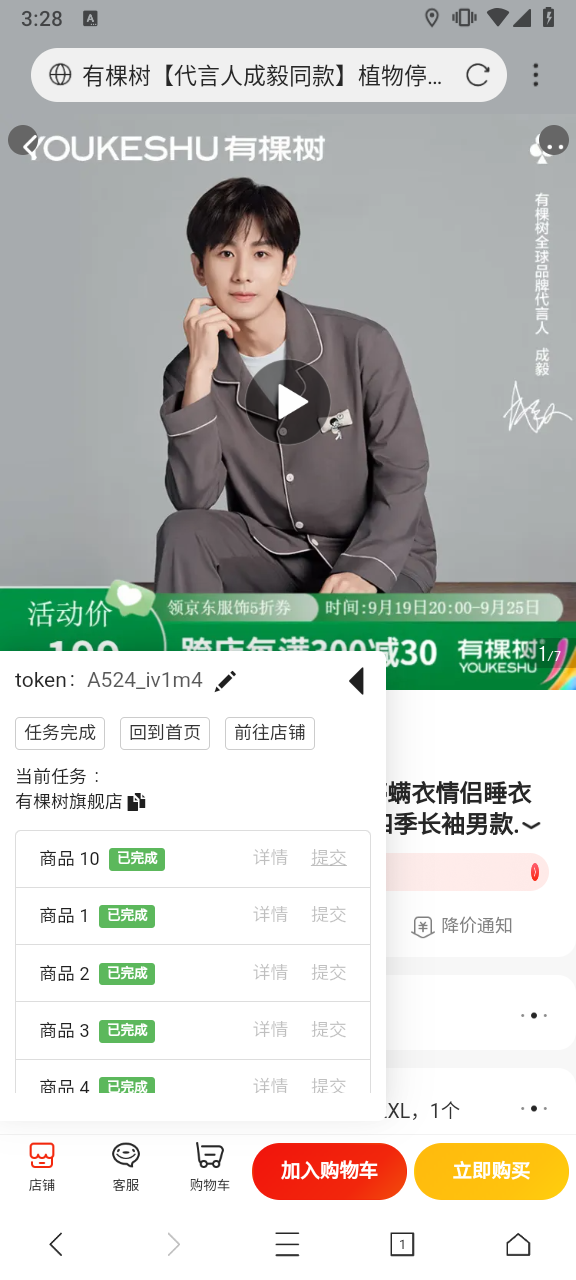 3:28
有棵树【代言人成毅同款】植物停...
YOUKESHU 有棵树
有棵树全球品牌代言人 成毅
活动价
领京东服饰5折券
时间:9月19日20:00-9月25日
跨店每满300减30
有棵树
YOUKESHU
1/7
token： A524_iv1m4
任务完成
回到首页
前往店铺
当前任务：
有棵树旗舰店
螨衣情侣睡衣
季长袖男款.
商品 10 已完成 详情 提交
商品 1 已完成 详情 提交
降价通知
商品 2 已完成 详情 提交
商品 3 已完成 详情 提交
商品 4 已完成 详情 提交
XL，1个
店铺
客服
购物车
加入购物车
立即购买
1